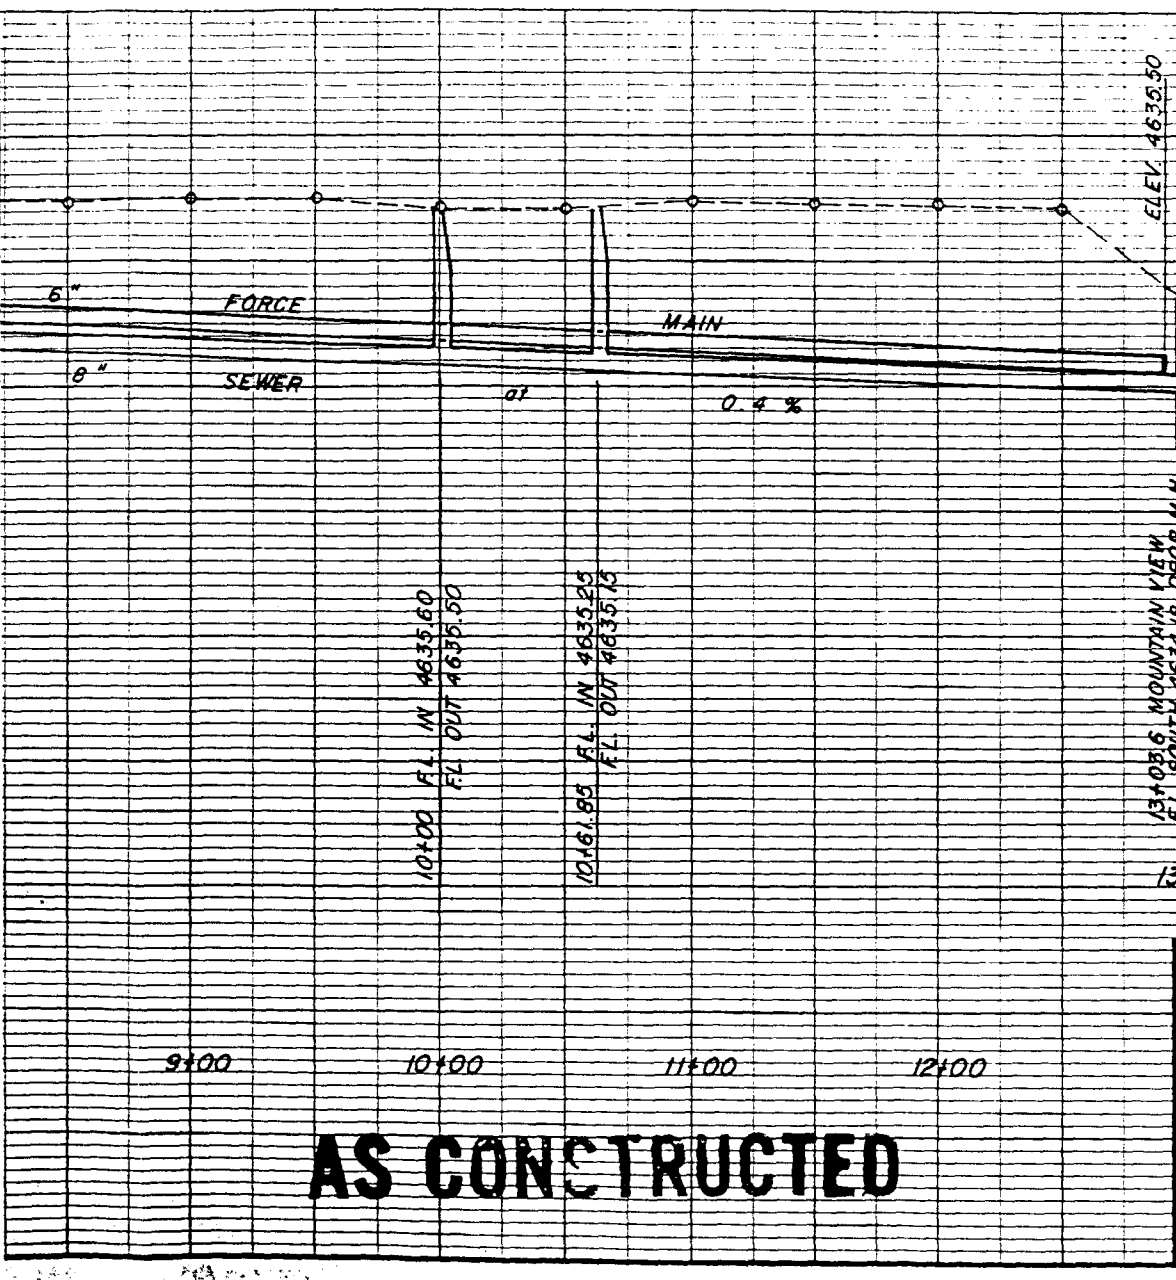 ELEV. 4635.50
6"
FORCE
MAIN
8"
SEWER
at
0.4 %
10+00 F.L. IN 4635.60
F.L. OUT 4635.50
10+61.85 F.L. IN 4635.25
F.L. OUT 4635.15
13+03.6 MOUNTAIN VIEW
9+00
10+00
11+00
12+00
AS CONSTRUCTED